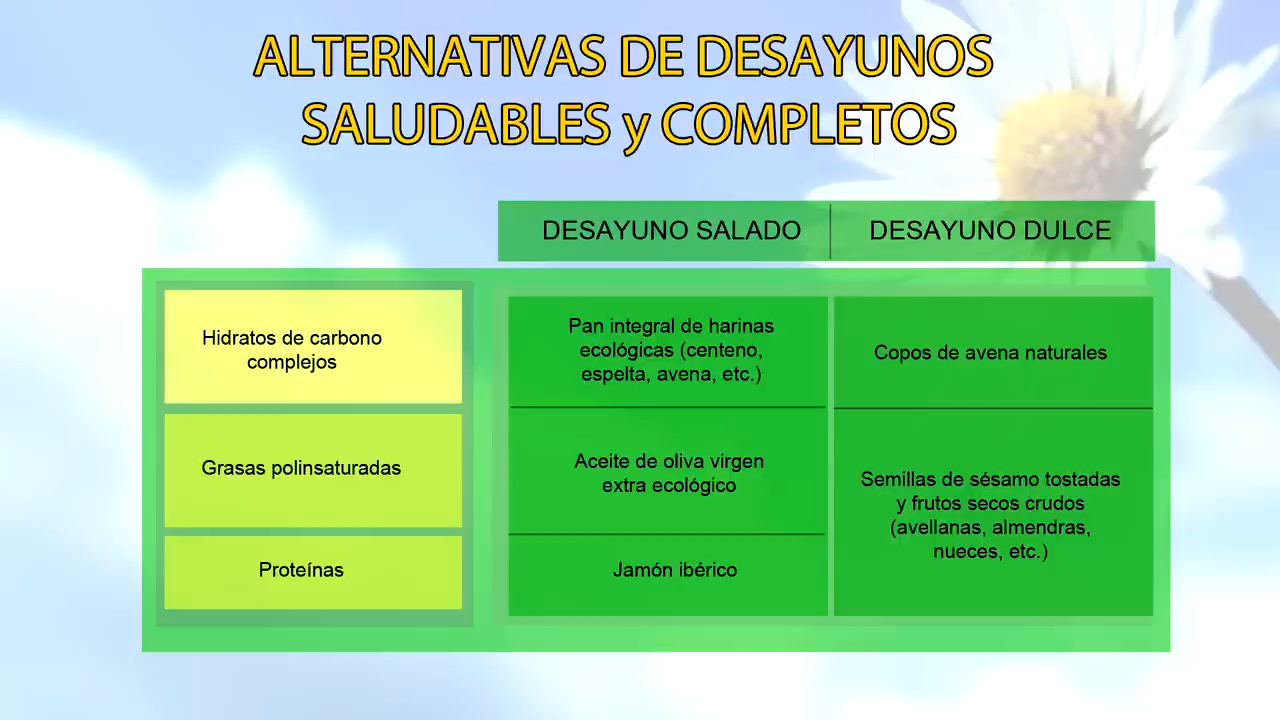 ALTERNATIVAS DE DESAYUNOS
SALUDABLES y COMPLETOS
DESAYUNO SALADO
DESAYUNO DULCE
Hidratos de carbono
complejos
Pan integral de harinas
ecológicas (centeno,
espelta, avena, etc.)
Copos de avena naturales
Grasas polinsaturadas
Aceite de oliva virgen
extra ecológico
Semillas de sésamo tostadas
y frutos secos crudos
(avellanas, almendras,
nueces, etc.)
Proteínas
Jamón ibérico